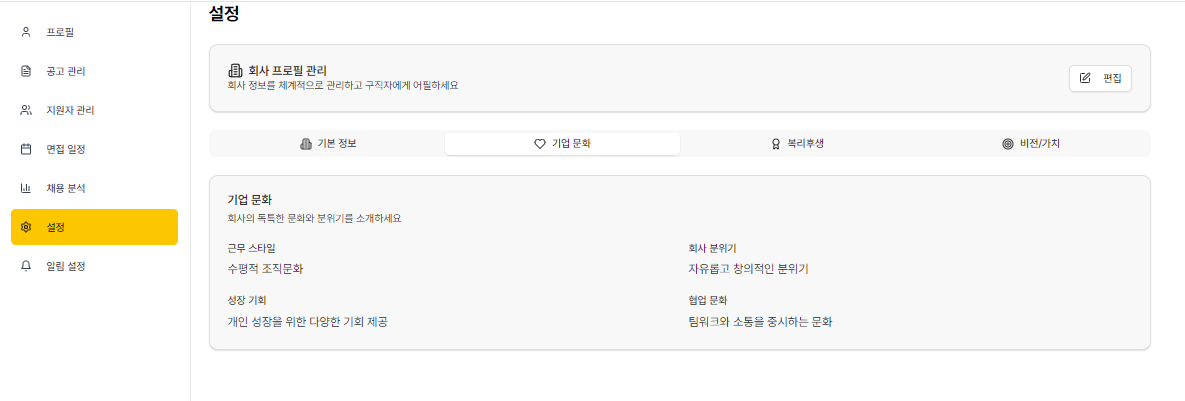 설정
프로필
공고 관리
지원자 관리
면접 일정
채용 분석
설정
알림 설정
회사 프로필 관리
회사 정보를 체계적으로 관리하고 구직자에게 어필하세요
편집
기본 정보
기업 문화
복리후생
비전/가치
기업 문화
회사의 독특한 문화와 분위기를 소개하세요
근무 스타일
수평적 조직문화
회사 분위기
자유롭고 창의적인 분위기
성장 기회
개인 성장을 위한 다양한 기회 제공
협업 문화
팀워크와 소통을 중시하는 문화